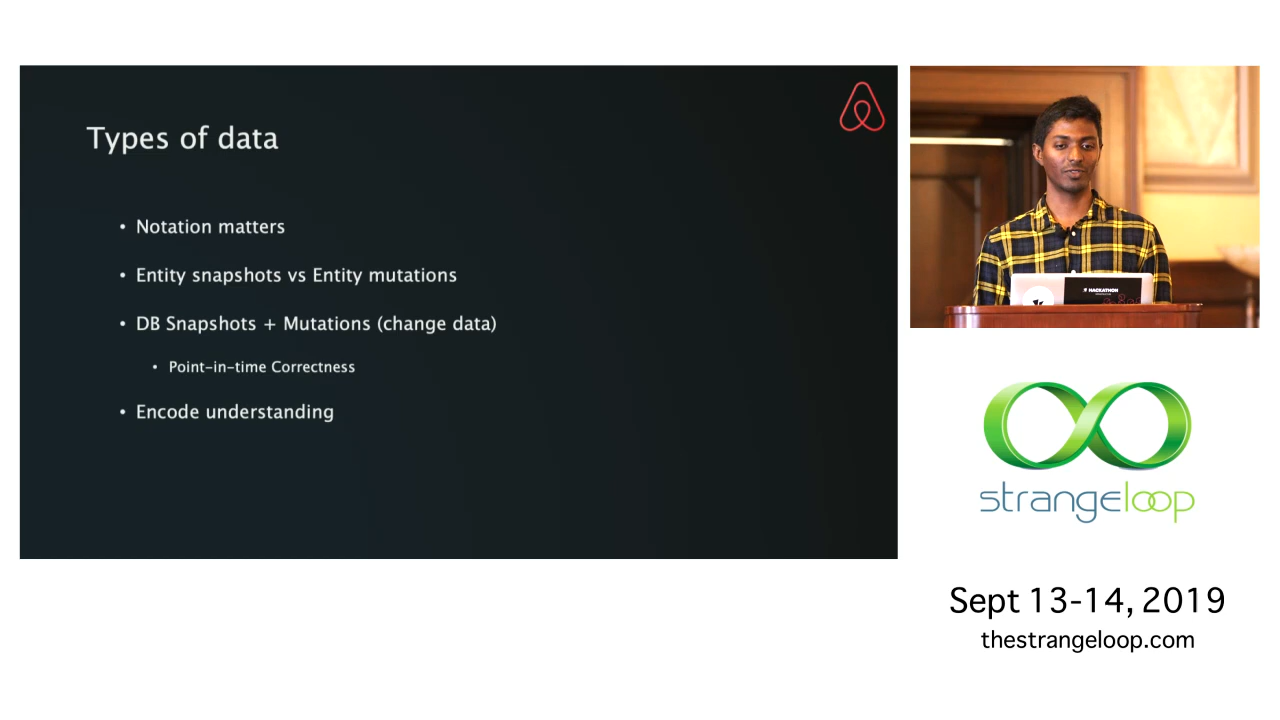 Types of data
• Notation matters
• Entity snapshots vs Entity mutations
• DB Snapshots + Mutations (change data)
• Point-in-time Correctness
• Encode understanding
HACKATHON
strangeloop
Sept 13-14, 2019
thestrangeloop.com